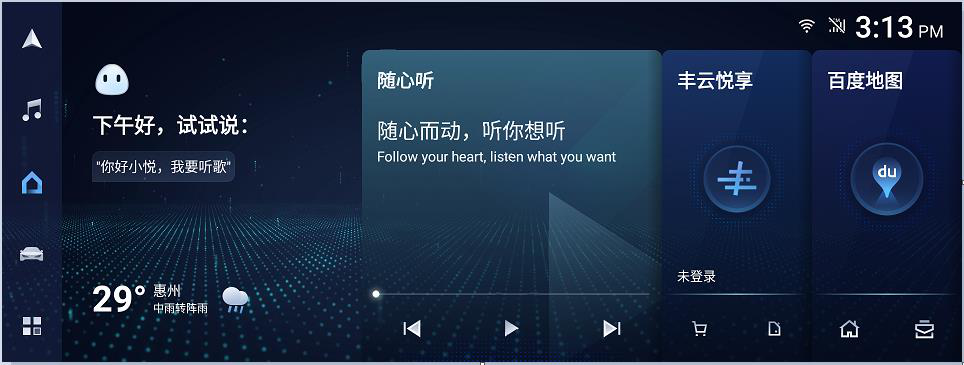 3:13 PM
下午好，试试说：
"你好小悦，我要听歌"
29°
惠州
中雨转阵雨
随心听
随心而动，听你想听
Follow your heart, listen what you want
丰云悦享
未登录
百度地图
du